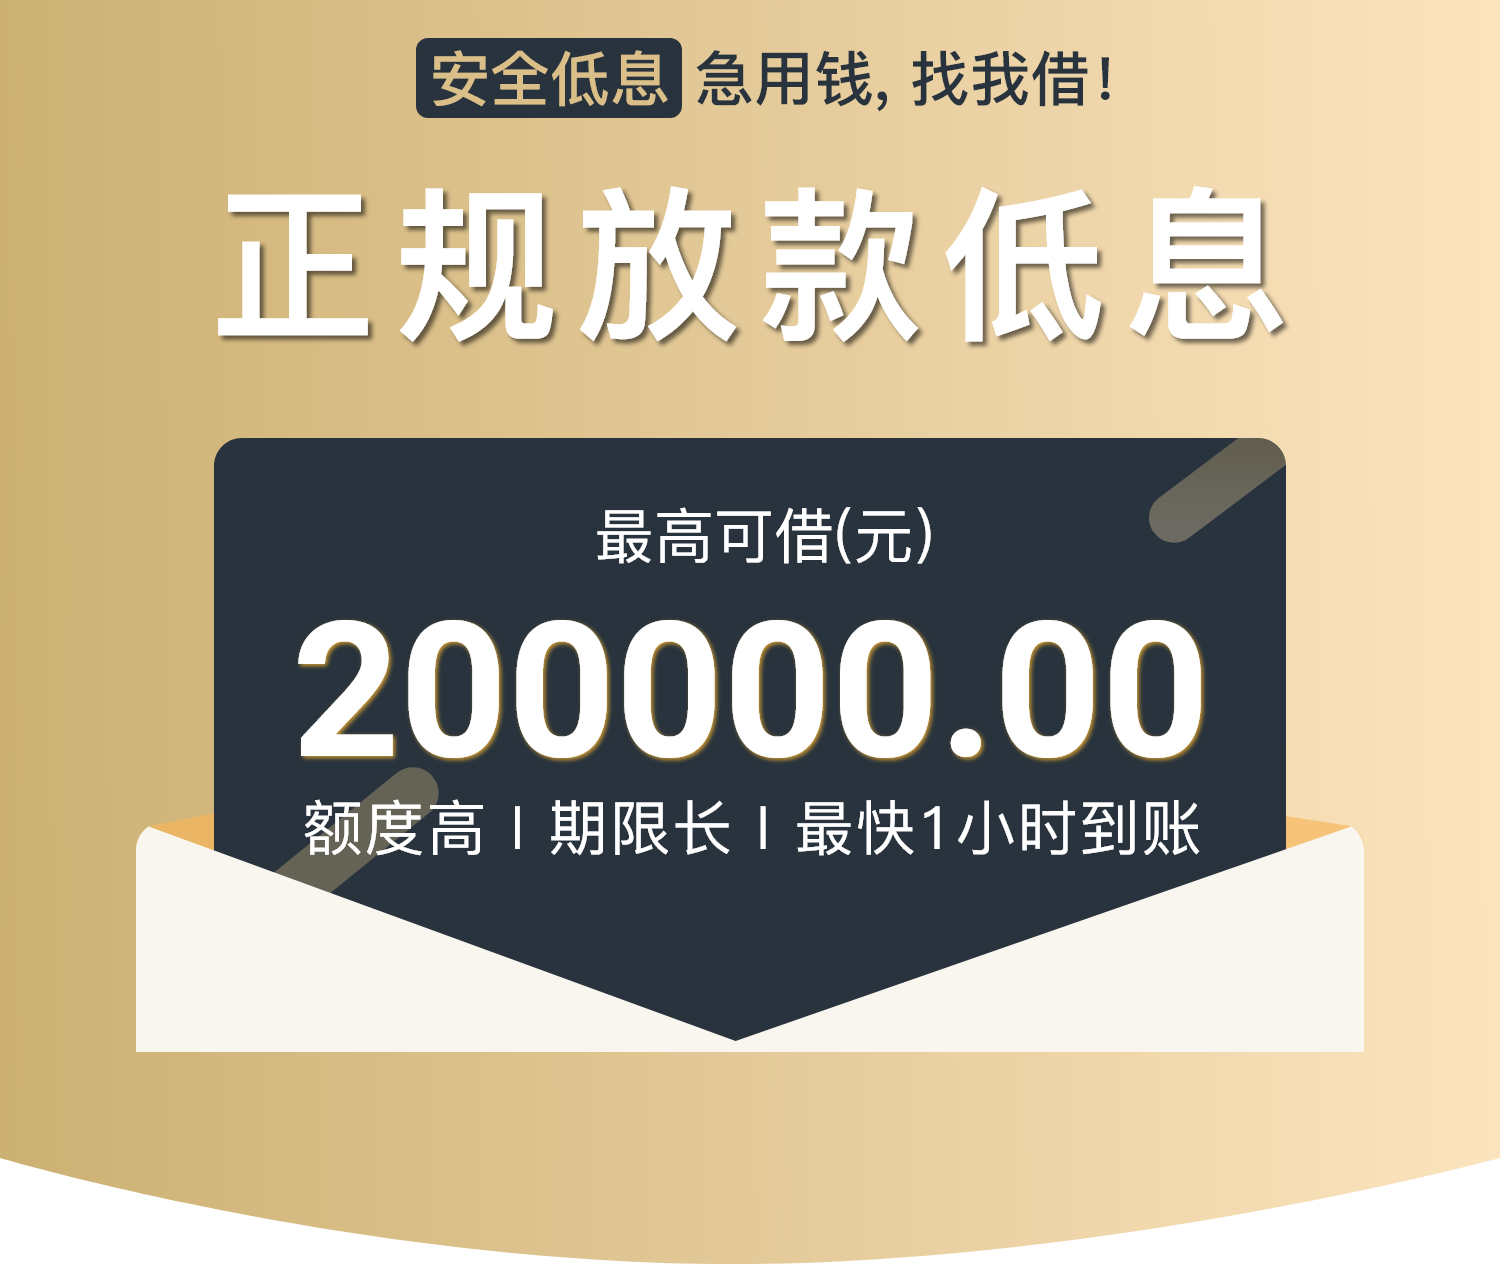 安全低息 急用钱, 找我借!
正规放款低息
最高可借(元)
200000.00
额度高 | 期限长 | 最快1小时到账